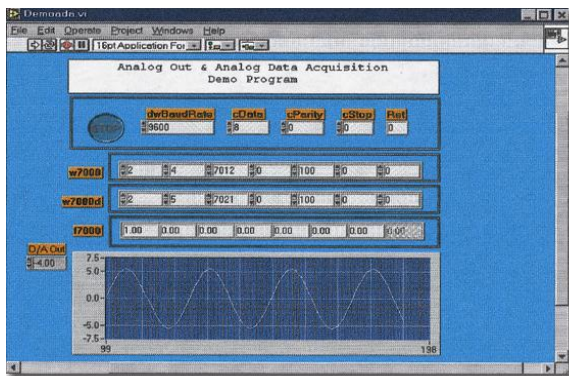 Demoada.vi
File Edit Operate Project Windows Help
16pt Application Fon
Analog Out & Analog Data Acquisition
Demo Program
STOP
dwBaudRate cData cParity cStop Ret
9600 8 0 0 0
w7000 2 4 7012 0 100 0 0
w7000d 2 5 7021 0 100 0 0
f7000 1.00 0.00 0.00 0.00 0.00 0.00 0.00 0.00
D/A Out
-4.00
7.5
5.0
0.0
-5.0
-7.5
99 198